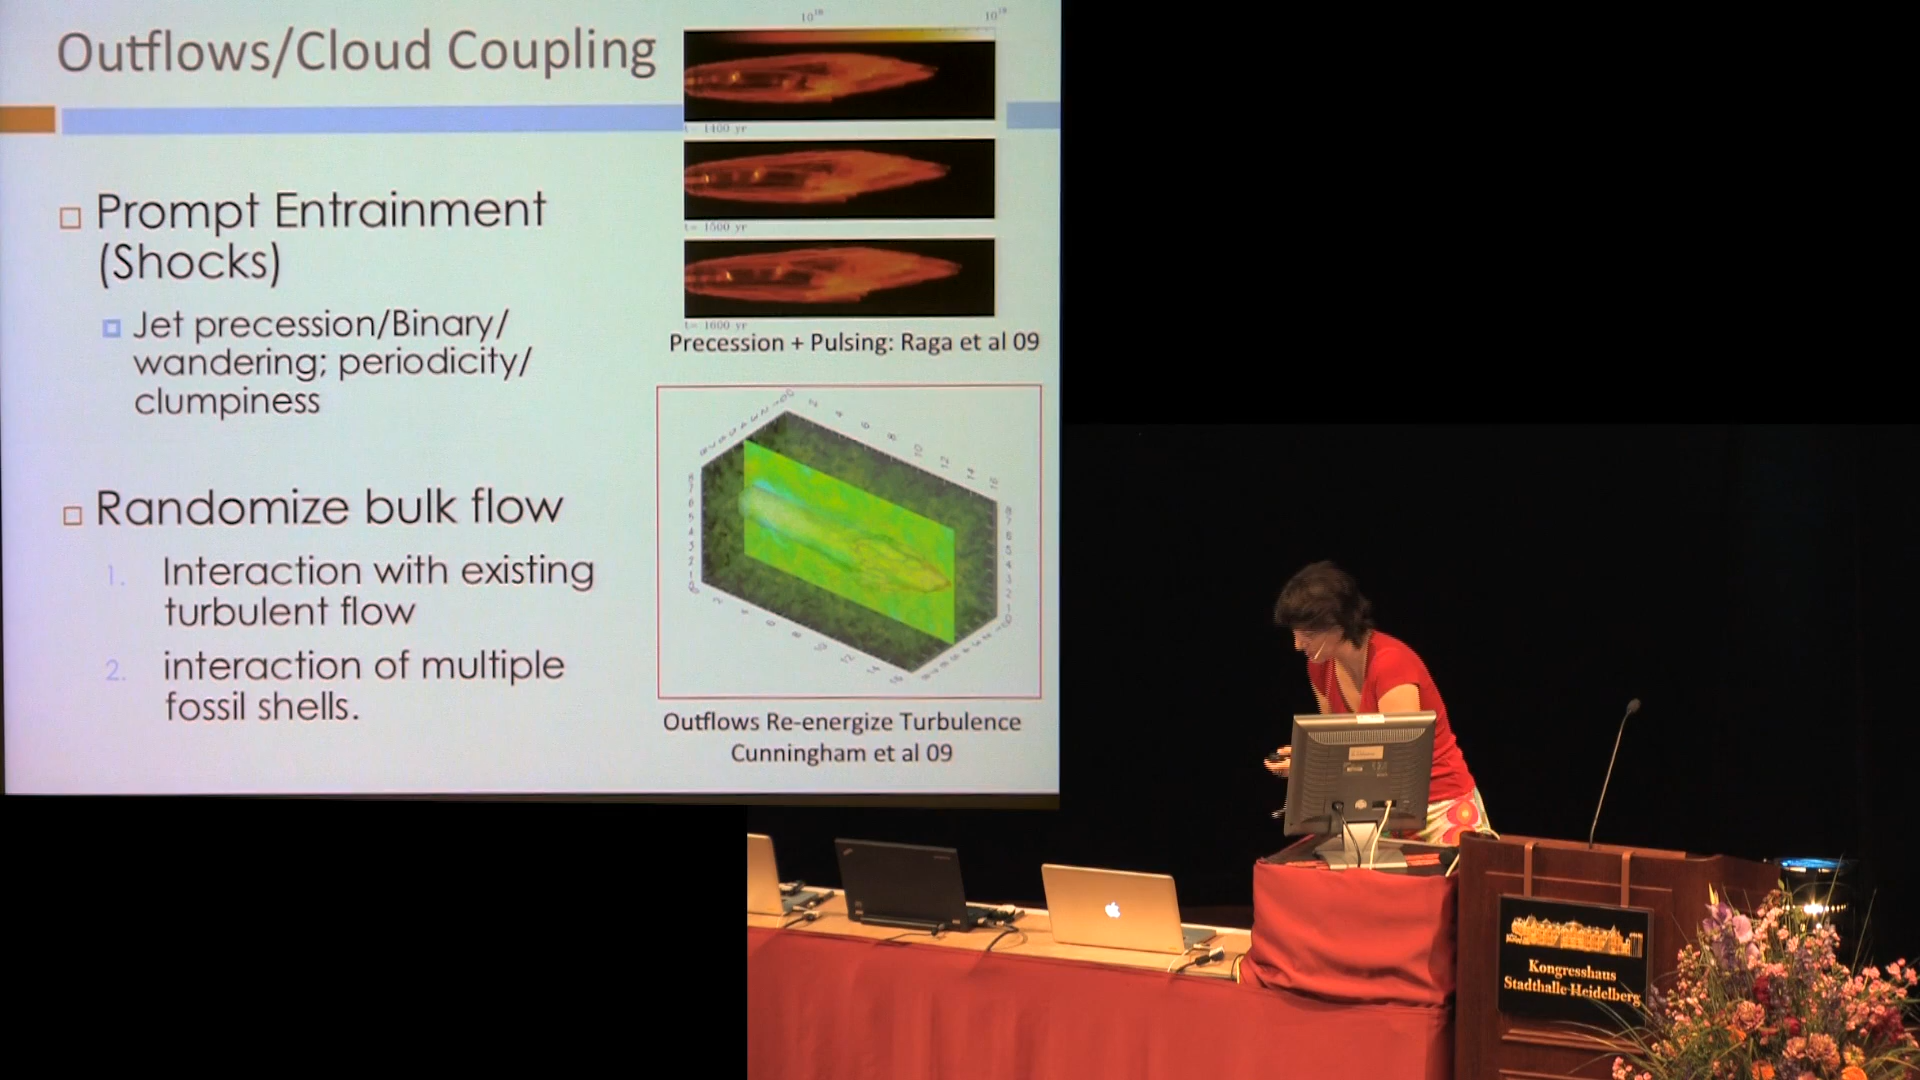 Outflows/Cloud Coupling
Prompt Entrainment
(Shocks)
Jet precession/Binary/
wandering; periodicity/
clumpiness
Randomize bulk flow
1. Interaction with existing
turbulent flow
2. interaction of multiple
fossil shells.
t= 1400 yr
t= 1500 yr
t= 1600 yr
Precession + Pulsing: Raga et al 09
Outflows Re-energize Turbulence
Cunningham et al 09
Kongresshaus
Stadthalle Heidelberg